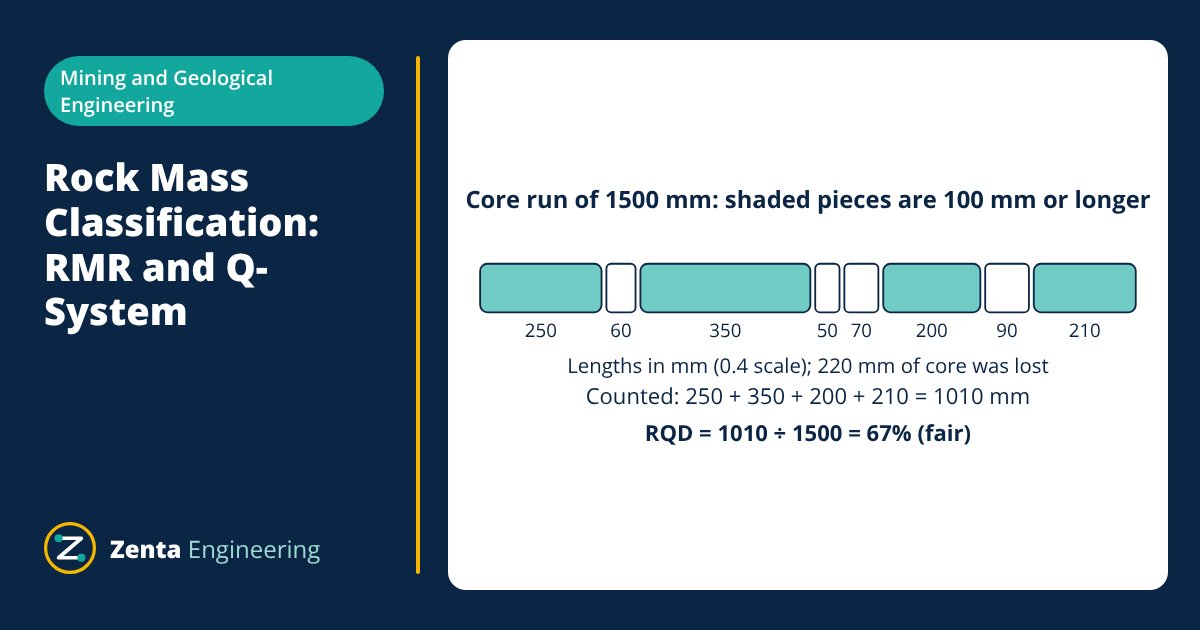 Mining and Geological
Engineering
Rock Mass
Classification:
RMR and Q-
System
Zenta Engineering
Core run of 1500 mm: shaded pieces are 100 mm or longer
250 60 350 50 70 200 90 210
Lengths in mm (0.4 scale); 220 mm of core was lost
Counted: 250 + 350 + 200 + 210 = 1010 mm
RQD = 1010 ÷ 1500 = 67% (fair)